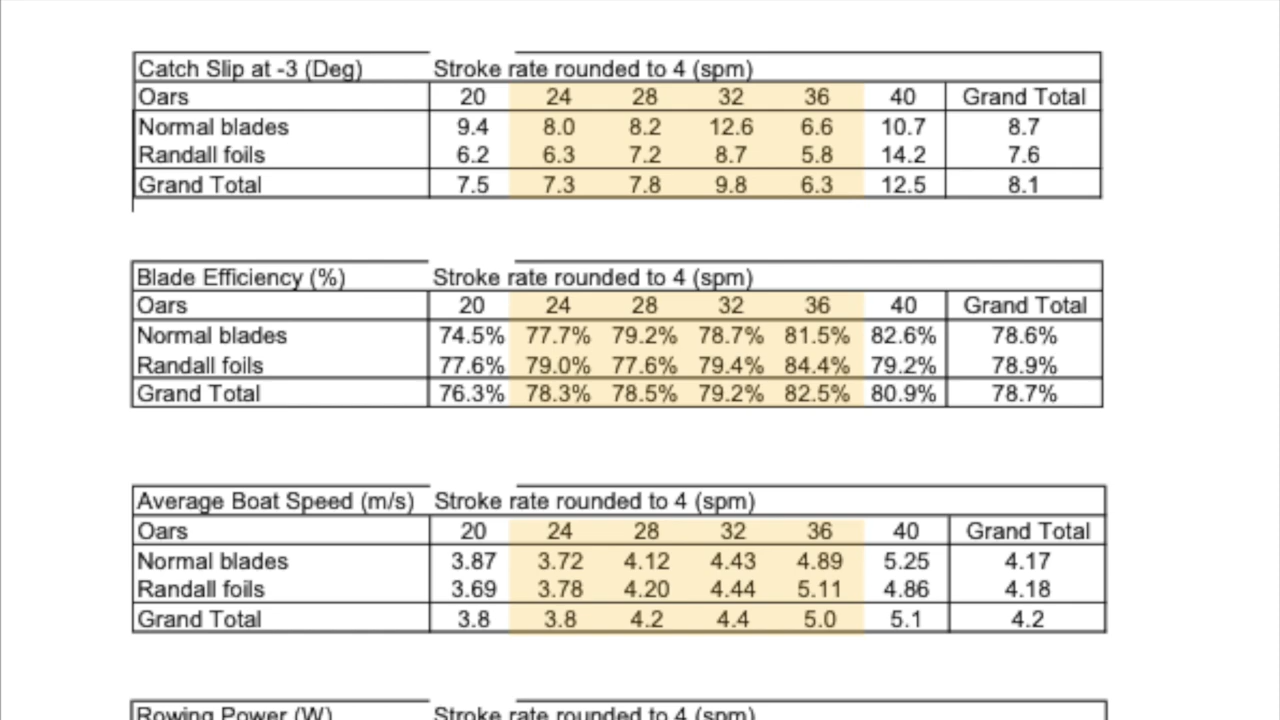 Catch Slip at -3 (Deg) Stroke rate rounded to 4 (spm)
Oars 20 24 28 32 36 40 Grand Total
Normal blades 9.4 8.0 8.2 12.6 6.6 10.7 8.7
Randall foils 6.2 6.3 7.2 8.7 5.8 14.2 7.6
Grand Total 7.5 7.3 7.8 9.8 6.3 12.5 8.1
Blade Efficiency (%) Stroke rate rounded to 4 (spm)
Oars 20 24 28 32 36 40 Grand Total
Normal blades 74.5% 77.7% 79.2% 78.7% 81.5% 82.6% 78.6%
Randall foils 77.6% 79.0% 77.6% 79.4% 84.4% 79.2% 78.9%
Grand Total 76.3% 78.3% 78.5% 79.2% 82.5% 80.9% 78.7%
Average Boat Speed (m/s) Stroke rate rounded to 4 (spm)
Oars 20 24 28 32 36 40 Grand Total
Normal blades 3.87 3.72 4.12 4.43 4.89 5.25 4.17
Randall foils 3.69 3.78 4.20 4.44 5.11 4.86 4.18
Grand Total 3.8 3.8 4.2 4.4 5.0 5.1 4.2
Rowing Power (W) Stroke rate rounded to 4 (spm)